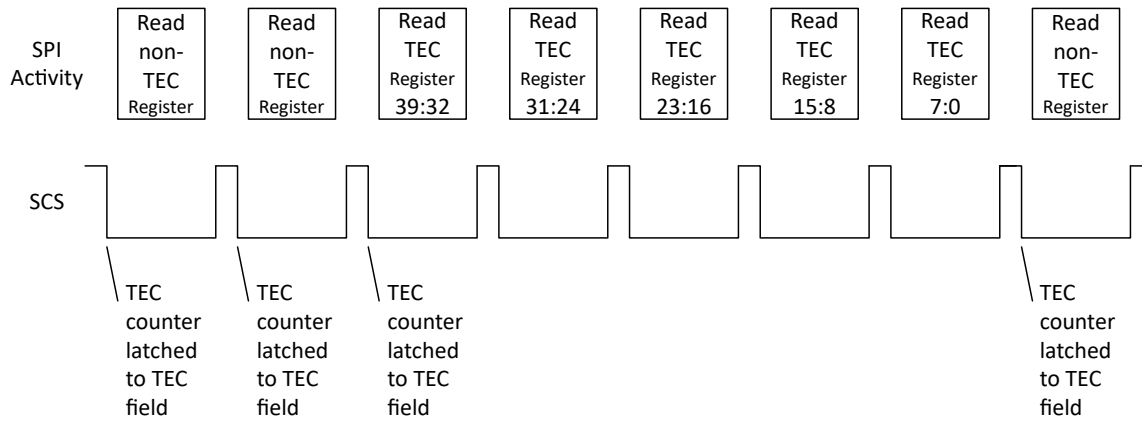 SPI
Activity
Read
non-
TEC
Register
Read
non-
TEC
Register
Read
TEC
Register
39:32
Read
TEC
Register
31:24
Read
TEC
Register
23:16
Read
TEC
Register
15:8
Read
TEC
Register
7:0
Read
non-
TEC
Register
SCS
TEC
counter
latched
to TEC
field
TEC
counter
latched
to TEC
field
TEC
counter
latched
to TEC
field
TEC
counter
latched
to TEC
field